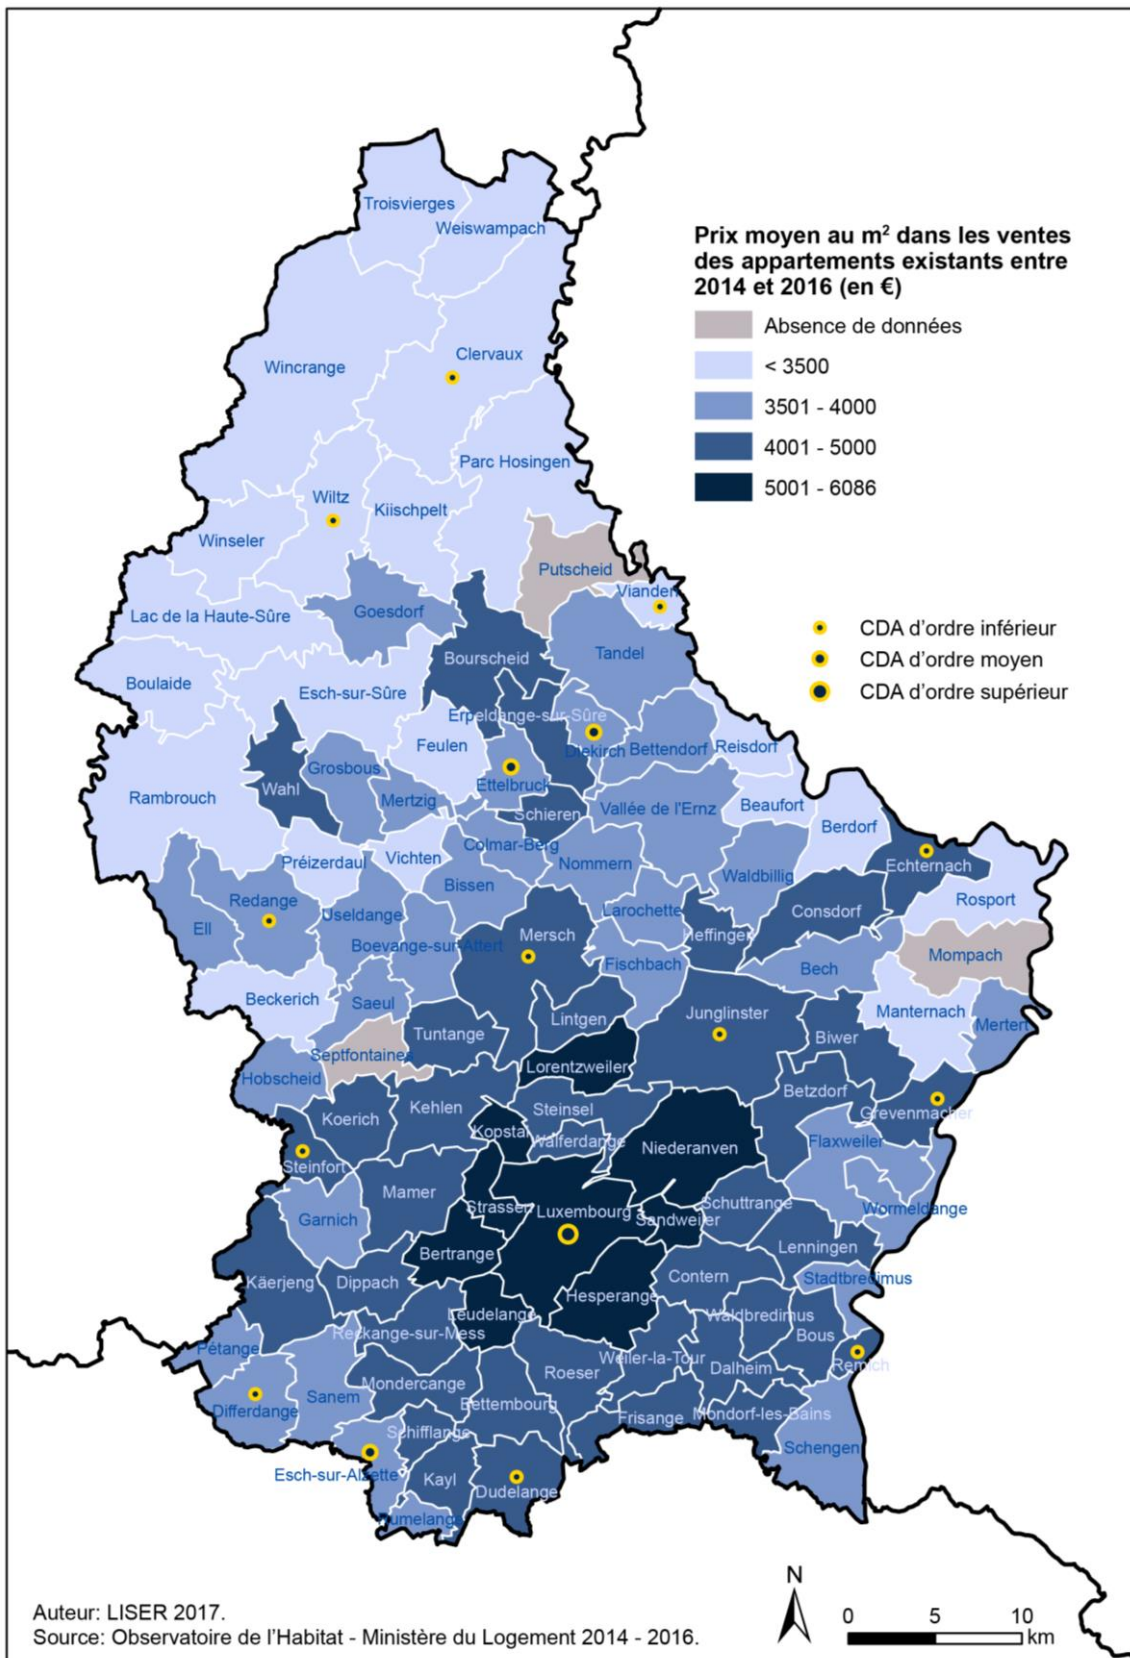 Troisvierges
Weiswampach
Prix moyen au m² dans les ventes
des appartements existants entre
2014 et 2016 (en €)
Absence de données
< 3500
3501 - 4000
4001 - 5000
5001 - 6086
Clervaux
Wincrange
Parc Hosingen
Wiltz
Kiischpelt
Winseler
Putscheid
Vianden
Lac de la Haute-Sûre
Goesdorf
CDA d'ordre inférieur
CDA d'ordre moyen
CDA d'ordre supérieur
Tandel
Bourscheid
Boulaide
Esch-sur-Sûre
Erpeldange-sur-Sûre
Feulen
Diekirch
Bettendorf
Reisdorf
Grosbous
Ettelbruck
Wahl
Rambrouch
Mertzig
Schieren
Vallée de l'Ernz
Beaufort
Berdorf
Colmar-Berg
Préizerdaul
Vichten
Nommern
Echternach
Waldbillig
Bissen
Redange
Rosport
Useldange
Larochette
Consdorf
Ell
Mersch
Heffingen
Boevange-sur-Attert
Mompach
Fischbach
Bech
Beckerich
Saeul
Manternach
Junglinster
Lintgen
Mertert
Tuntange
Biwer
Septfontaines
Lorentzweiler
Hobscheid
Betzdorf
Kehlen
Steinsel
Grevenmacher
Koerich
Kopstal
Walferdange
Niederanven
Flaxweiler
Steinfort
Mamer
Schuttrange
Strassen
Luxembourg
Wormeldange
Garnich
Sandweiler
Lenningen
Bertrange
Contern
Stadtbredimus
Käerjeng
Dippach
Hesperange
Leudelange
Waldbredimus
Reckange-sur-Mess
Bous
Pétange
Weiler-la-Tour
Remich
Roeser
Dalheim
Mondercange
Sanem
Bettembourg
Differdange
Frisange
Mondorf-les-Bains
Schifflange
Schengen
Esch-sur-Alzette
Kayl
Dudelange
Rumelange
N
Auteur: LISER 2017.
0 5 10
km
Source: Observatoire de l'Habitat - Ministère du Logement 2014 - 2016.